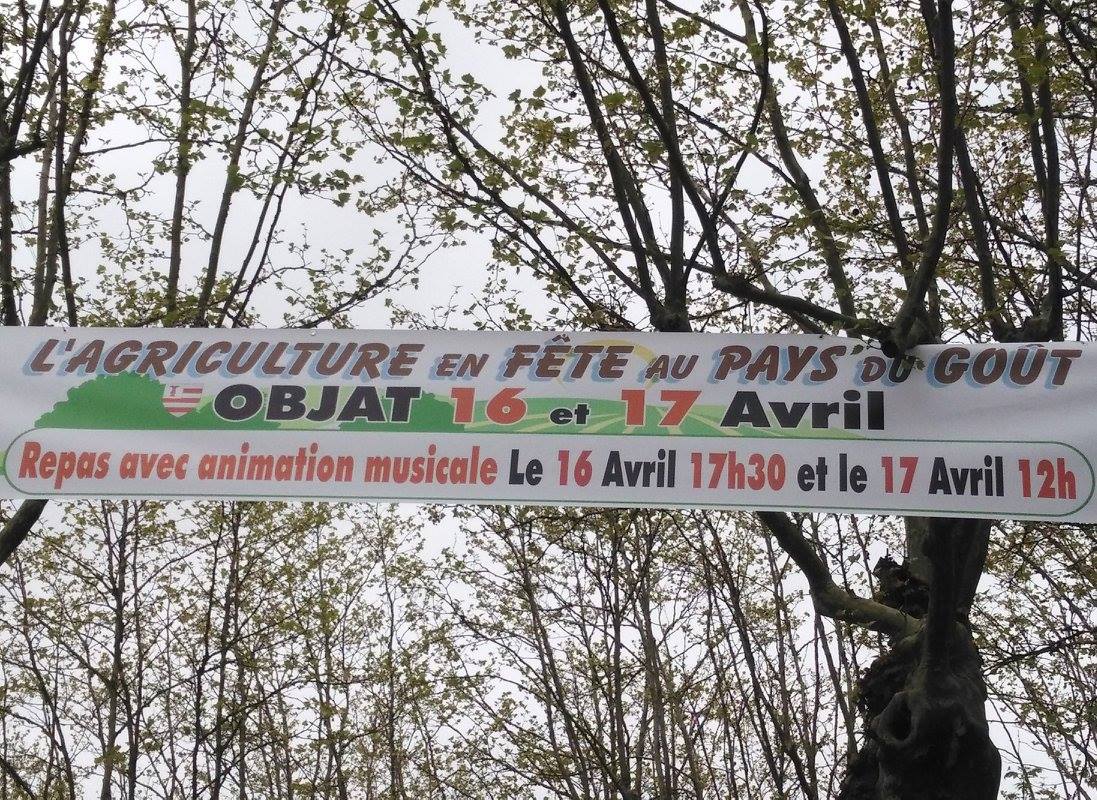 L'AGRICULTURE EN FÊTE AU PAYS DU GOÛT
OBJAT 16 et 17 Avril
Repas avec animation musicale Le 16 Avril 17h30 et le 17 Avril 12h